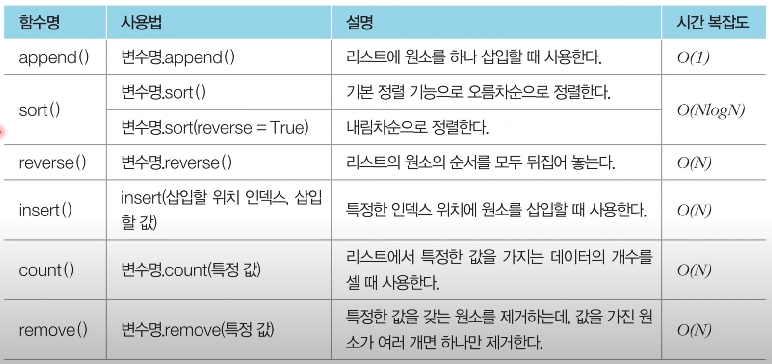 함수명 사용법 설명 시간 복잡도
append() 변수명.append() 리스트에 원소를 하나 삽입할 때 사용한다. O(1)
sort() 변수명.sort() 기본 정렬 기능으로 오름차순으로 정렬한다. O(NlogN)
변수명.sort(reverse = True) 내림차순으로 정렬한다.
reverse() 변수명.reverse() 리스트의 원소의 순서를 모두 뒤집어 놓는다. O(N)
insert() insert(삽입할 위치 인덱스, 삽입
할 값) 특정한 인덱스 위치에 원소를 삽입할 때 사용한다. O(N)
count() 변수명.count(특정 값) 리스트에서 특정한 값을 가지는 데이터의 개수를
셀 때 사용한다. O(N)
remove() 변수명.remove(특정 값) 특정한 값을 갖는 원소를 제거하는데, 값을 가진 원
소가 여러 개면 하나만 제거한다. O(N)